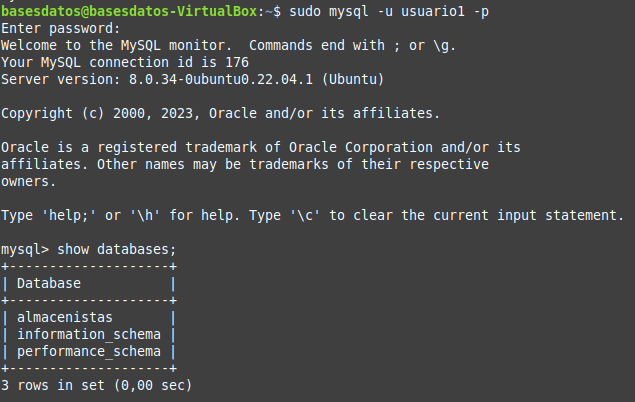 basesdatos@basesdatos-VirtualBox:~$ sudo mysql -u usuario1 -p
Enter password:
Welcome to the MySQL monitor.  Commands end with ; or \g.
Your MySQL connection id is 176
Server version: 8.0.34-0ubuntu0.22.04.1 (Ubuntu)

Copyright (c) 2000, 2023, Oracle and/or its affiliates.

Oracle is a registered trademark of Oracle Corporation and/or its
affiliates. Other names may be trademarks of their respective
owners.

Type 'help;' or '\h' for help. Type '\c' to clear the current input statement.

mysql> show databases;
+--------------------+
| Database           |
+--------------------+
| almacenistas       |
| information_schema |
| performance_schema |
+--------------------+
3 rows in set (0,00 sec)